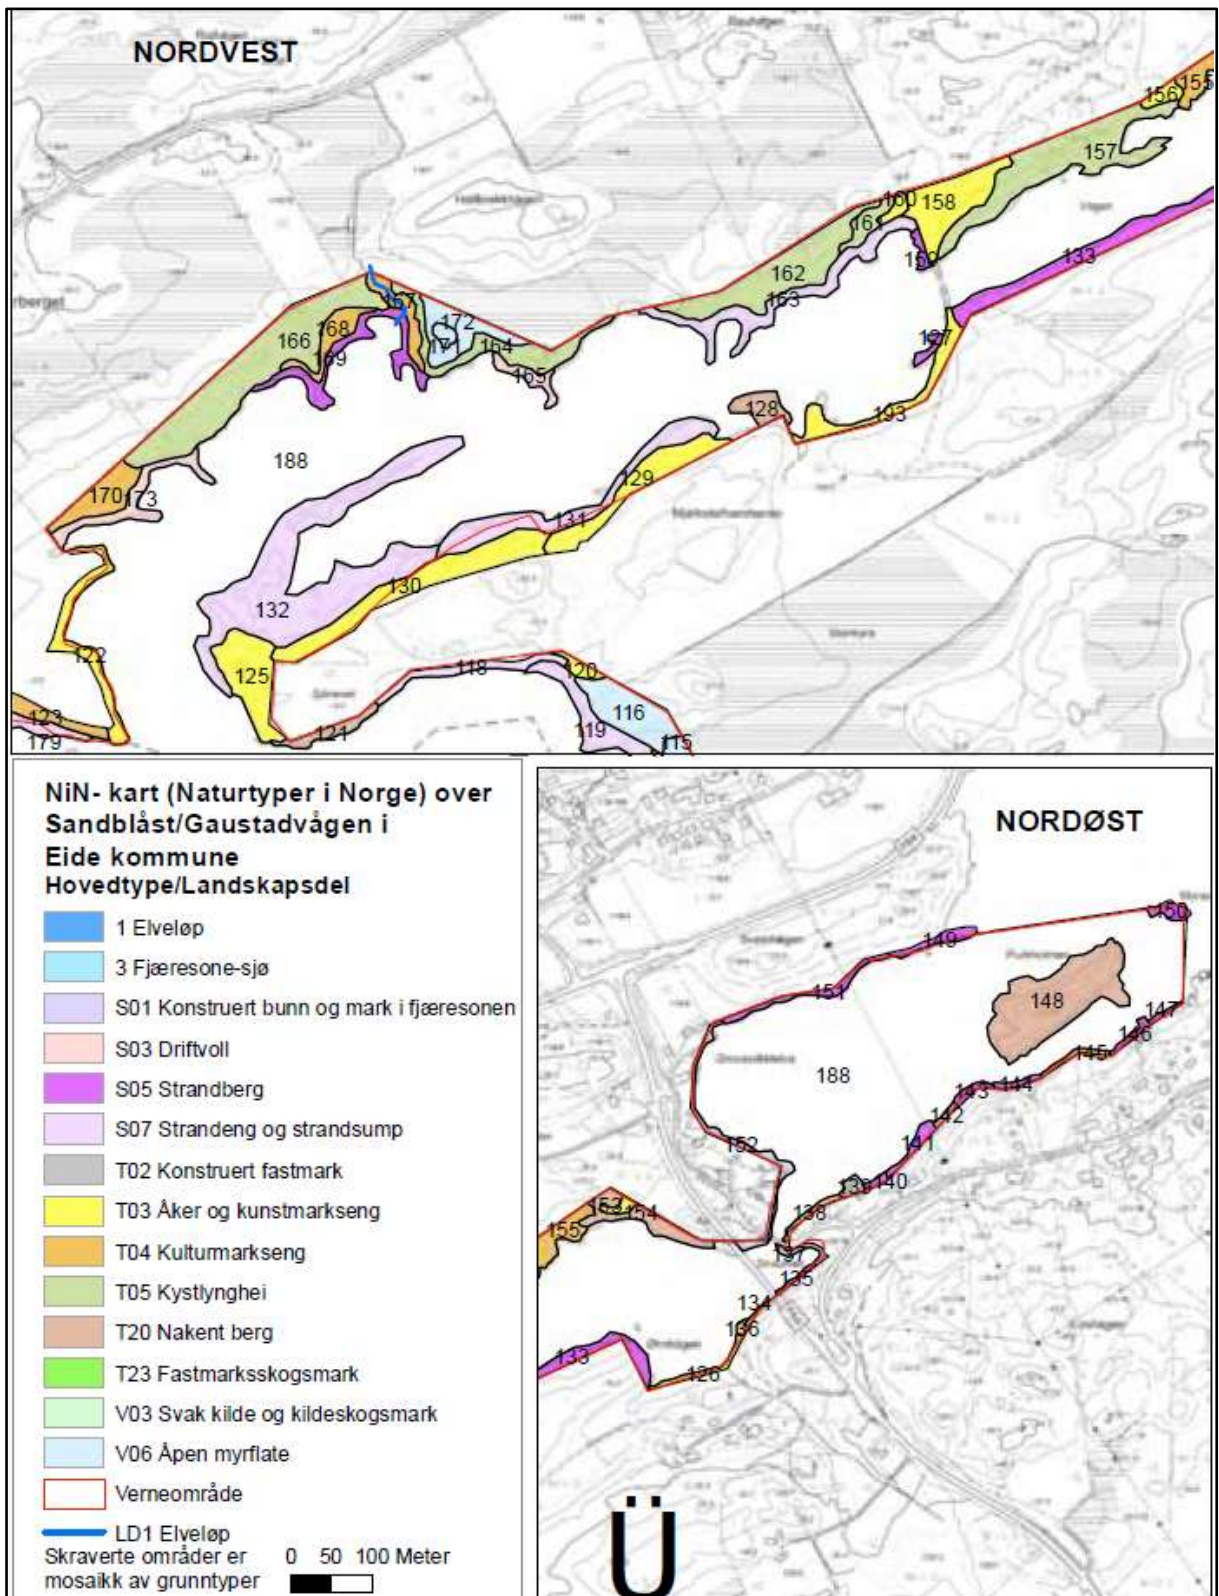 NORDVEST
155
156
157
160
158
161
159
133
162
163
167
172
168
166
171
164
169
165
127
128
193
188
170
173
129
131
130
132
122
125
118
120
123
116
121
119
179
115
NiN- kart (Naturtyper i Norge) over
Sandblåst/Gaustadvågen i
Eide kommune
Hovedtype/Landskapsdel
1 Elveløp
3 Fjæresone-sjø
S01 Konstruert bunn og mark i fjæresonen
S03 Driftvoll
S05 Strandberg
S07 Strandeng og strandsump
T02 Konstruert fastmark
T03 Åker og kunstmarkseng
T04 Kulturmarkseng
T05 Kystlynghei
T20 Nakent berg
T23 Fastmarksskogsmark
V03 Svak kilde og kildeskogsmark
V06 Åpen myrflate
Verneområde
LD1 Elveløp
Skraverte områder er
mosaikk av grunntyper
0 50 100 Meter
NORDØST
150
149
148
151
147
146
145
188
144
143
142
141
152
140
139
153
154
138
155
137
135
134
136
133
126
Ü